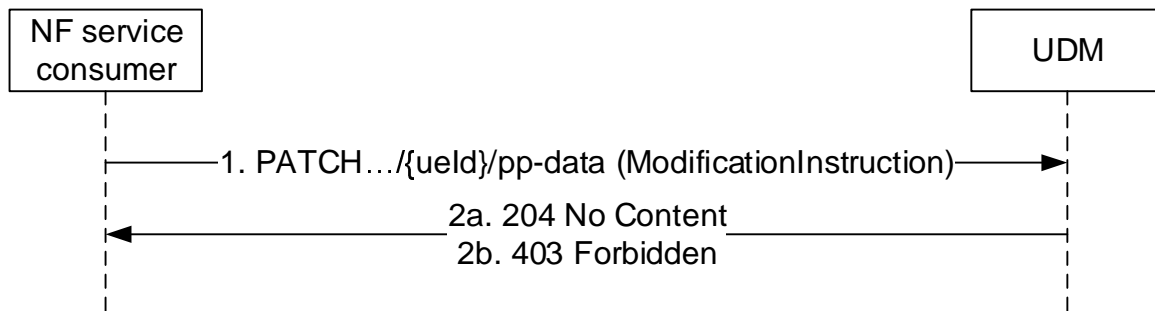 NF service
consumer
UDM
1. PATCH…/{ueId}/pp-data (ModificationInstruction)
2a. 204 No Content
2b. 403 Forbidden